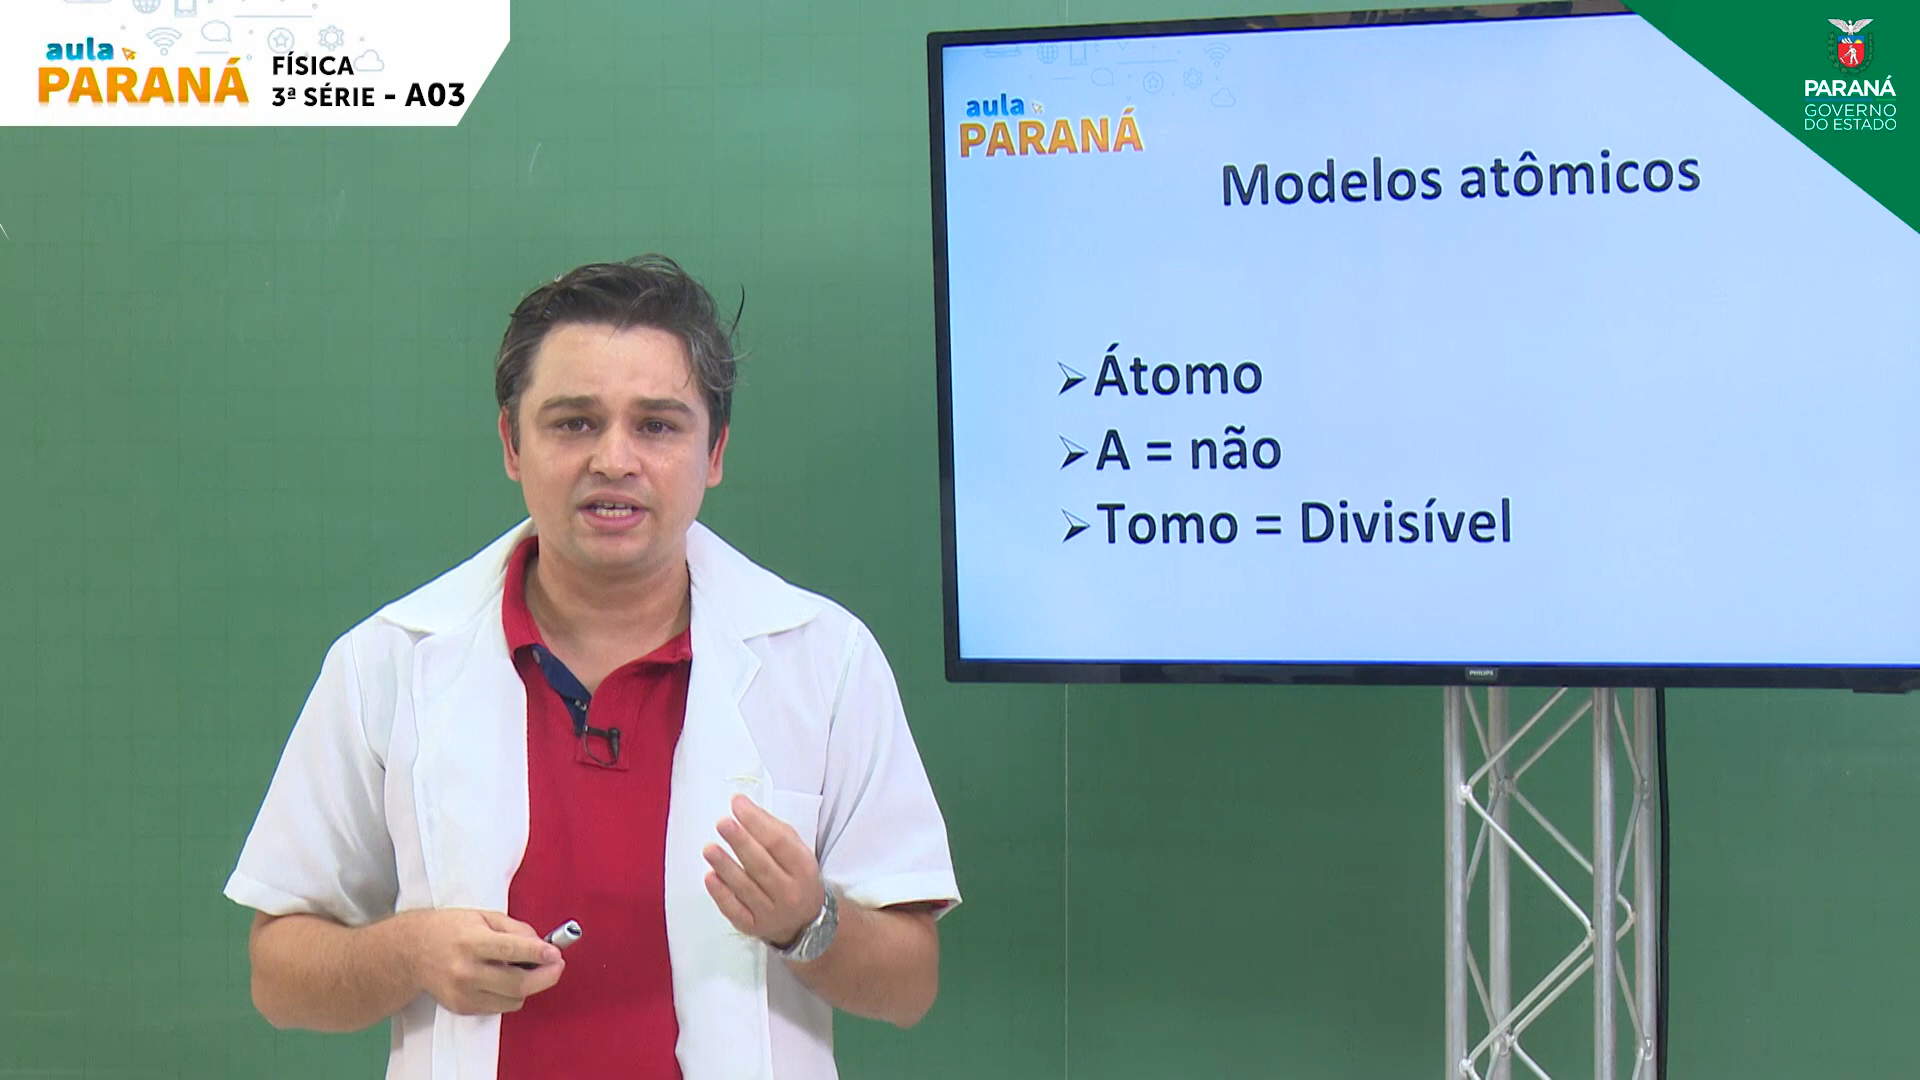 aula
PARANÁ
FÍSICA
3ª SÉRIE - A03
PARANÁ
GOVERNO
DO ESTADO
aula
PARANÁ
Modelos atômicos
Átomo
A = não
Tomo = Divisível
PHILIPS